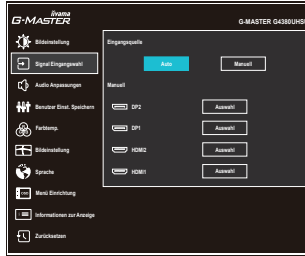 iiyama
G-MASTER
G-MASTER G4380UHSU
Bildeinstellung
Signal Eingangswahl
Audio Anpassungen
Benutzer Einst. Speichern
Farbtemp.
Bildeinstellung
Sprache
Menü Einrichtung
Informationen zur Anzeige
Zurücksetzen
Eingangsquelle
Auto
Manuell
Manuell
DP2
Auswahl
DP1
Auswahl
HDMI2
Auswahl
HDMI1
Auswahl
OSD